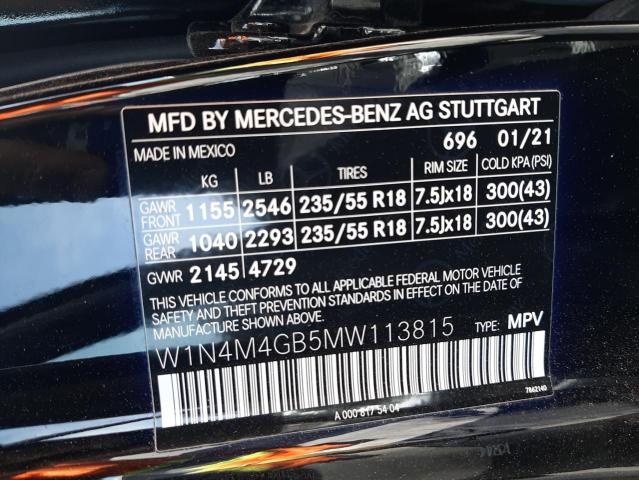 MFD BY MERCEDES-BENZ AG STUTTGART
MADE IN MEXICO 696 01/21
KG LB TIRES RIM SIZE COLD KPA (PSI)
GAWR FRONT 1155 2546 235/55 R18 7.5Jx18 300(43)
GAWR REAR 1040 2293 235/55 R18 7.5Jx18 300(43)
GVWR 2145 4729
THIS VEHICLE CONFORMS TO ALL APPLICABLE FEDERAL MOTOR VEHICLE
SAFETY AND THEFT PREVENTION STANDARDS IN EFFECT ON THE DATE OF
MANUFACTURE SHOWN ABOVE.
W1N4M4GB5MW113815 TYPE: MPV
7862140
A 000 817 54 04